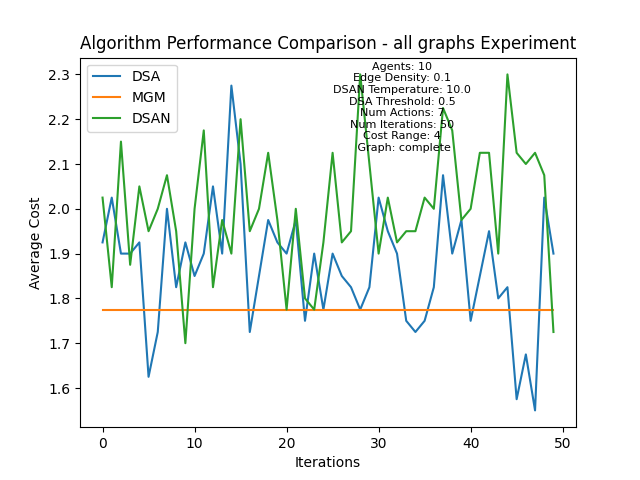 Algorithm Performance Comparison - all graphs Experiment
DSA
MGM
DSAN
Agents: 10
Edge Density: 0.1
DSAN Temperature: 10.0
DSA Threshold: 0.5
Num Actions: 7
Num Iterations: 50
Cost Range: 4
Graph: complete
Average Cost
2.3
2.2
2.1
2.0
1.9
1.8
1.7
1.6
0
10
20
30
40
50
Iterations